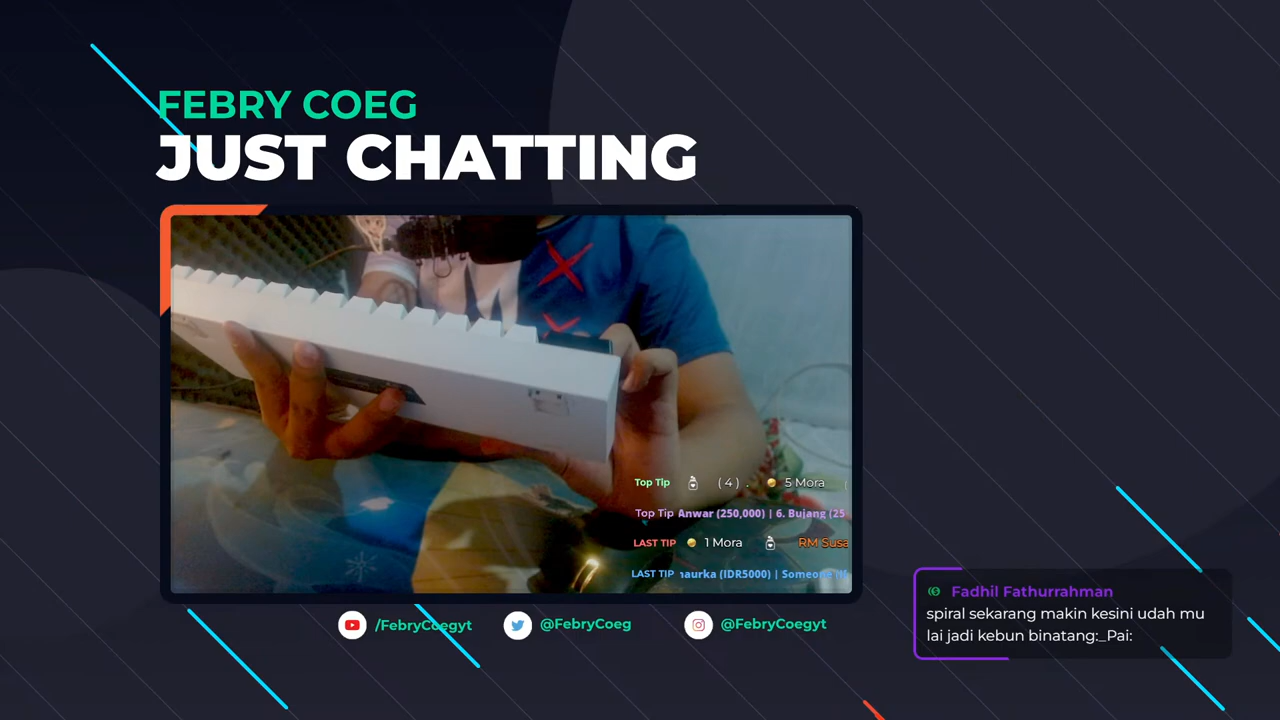 FEBRY COEG
JUST CHATTING
Top Tip ( 4 ) . 5 Mora
Top Tip Anwar (250,000) | 6. Bujang (25
LAST TIP 1 Mora RM Susa
LAST TIP naurka (IDR5000) | Someone
/FebryCoegyt @FebryCoeg @FebryCoegyt
Fadhil Fathurrahman
spiral sekarang makin kesini udah mu
lai jadi kebun binatang:_Pai: